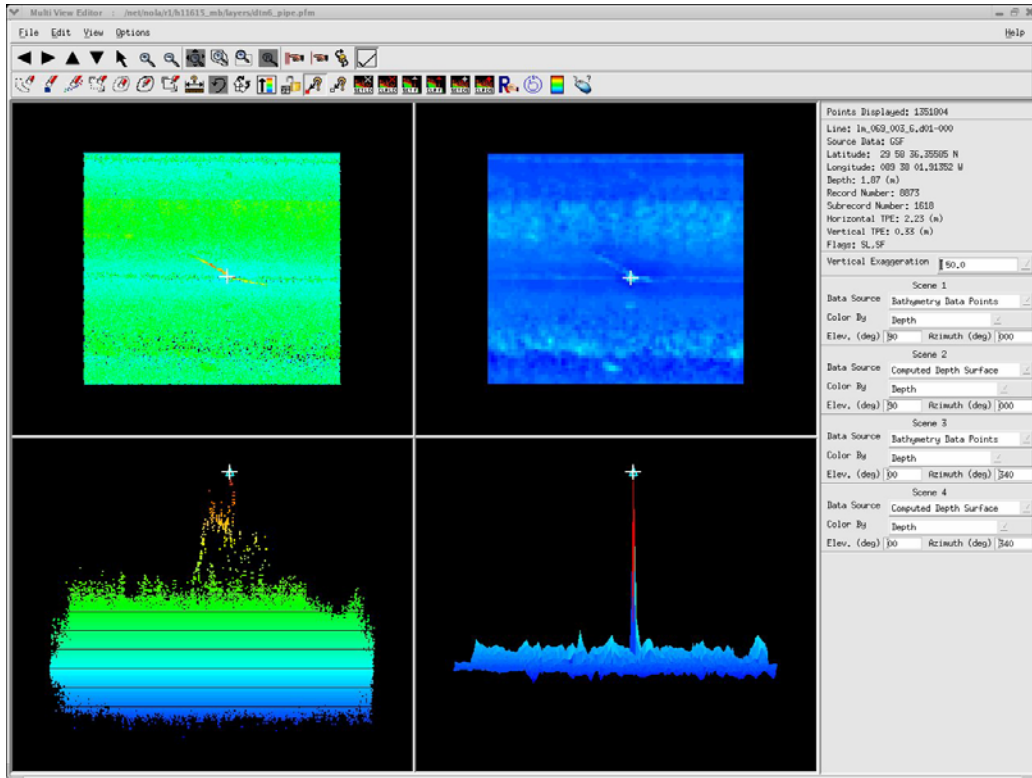 Multi View Editor : /net/nola/r1/h11615_mb/layers/dtm6_pipe.pfm
File Edit View Options Help
Points Displayed: 1351804
Line: lm_069_003_6.d01-000
Source Data: GSF
Latitude: 29 58 36.35585 N
Longitude: 089 38 01.91352 W
Depth: 1.87 (m)
Record Number: 8873
Subrecord Number: 1618
Horizontal TPE: 2.23 (m)
Vertical TPE: 0.33 (m)
Flags: SL,SF
Vertical Exaggeration 50.0
Scene 1
Data Source Bathymetry Data Points
Color By Depth
Elev. (deg) 90 Azimuth (deg) 000
Scene 2
Data Source Computed Depth Surface
Color By Depth
Elev. (deg) 90 Azimuth (deg) 000
Scene 3
Data Source Bathymetry Data Points
Color By Depth
Elev. (deg) 00 Azimuth (deg) 340
Scene 4
Data Source Computed Depth Surface
Color By Depth
Elev. (deg) 00 Azimuth (deg) 340